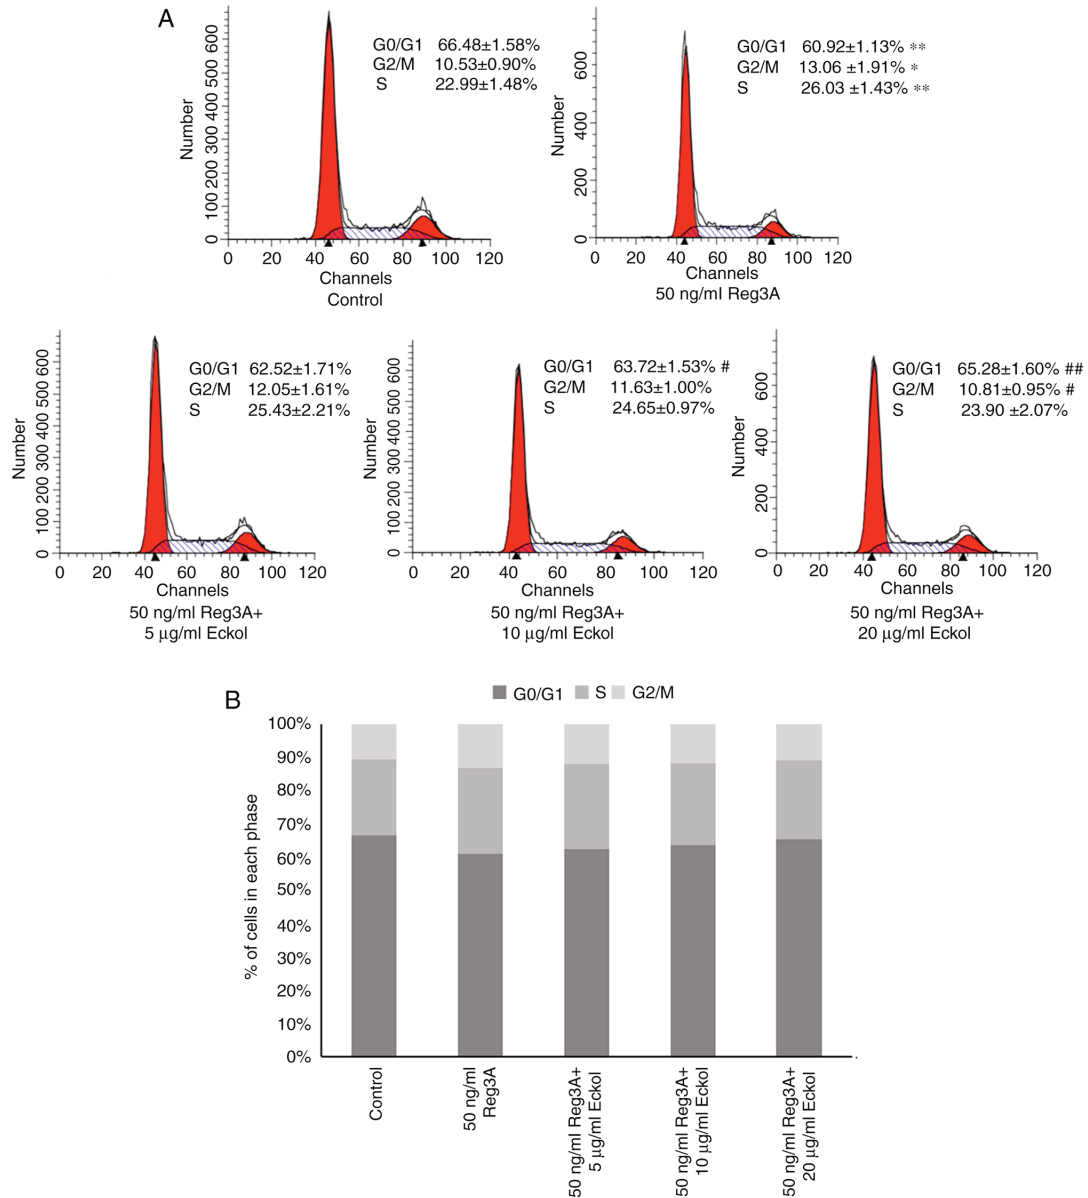 A
G0/G1 66.48±1.58%
G2/M 10.53±0.90%
S 22.99±1.48%
Number
0 100 200 300 400 500 600
0 20 40 60 80 100 120
Channels
Control
G0/G1 60.92±1.13% **
G2/M 13.06 ±1.91% *
S 26.03 ±1.43% **
Number
0 200 400 600
0 20 40 60 80 100 120
Channels
50 ng/ml Reg3A
G0/G1 62.52±1.71%
G2/M 12.05±1.61%
S 25.43±2.21%
Number
0 100 200 300 400 500 600
0 20 40 60 80 100 120
Channels
50 ng/ml Reg3A+
5 µg/ml Eckol
G0/G1 63.72±1.53% #
G2/M 11.63±1.00%
S 24.65±0.97%
Number
0 100 200 300 400 500 600
0 20 40 60 80 100 120
Channels
50 ng/ml Reg3A+
10 µg/ml Eckol
G0/G1 65.28±1.60% ##
G2/M 10.81±0.95% #
S 23.90 ±2.07%
Number
0 200 400 600
0 20 40 60 80 100 120
Channels
50 ng/ml Reg3A+
20 µg/ml Eckol
B
G0/G1 S G2/M
% of cells in each phase
100%
90%
80%
70%
60%
50%
40%
30%
20%
10%
0%
Control
50 ng/ml
Reg3A
50 ng/ml Reg3A+
5 µg/ml Eckol
50 ng/ml Reg3A+
10 µg/ml Eckol
50 ng/ml Reg3A+
20 µg/ml Eckol